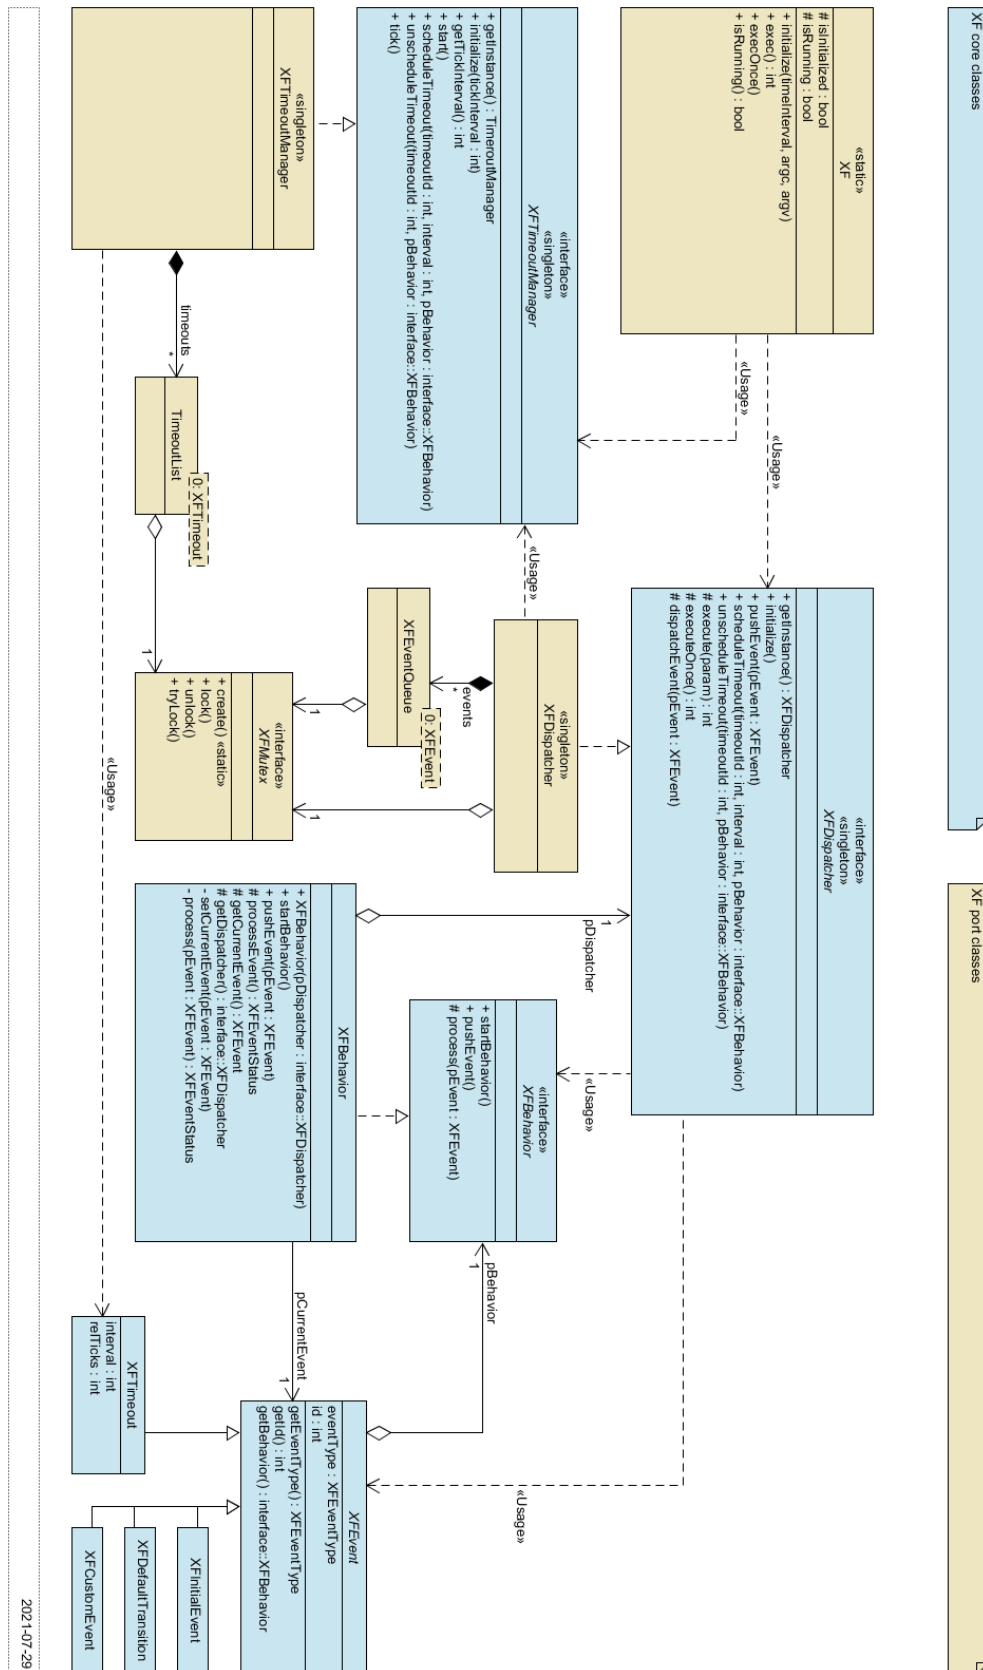 XF core classes
XF port classes
«static»
XF
# isInitialized : bool
# isRunning : bool
+ initialize(timeInterval, argc, argv)
+ exec() : int
+ execOnce()
+ isRunning() : bool
«Usage»
«Usage»
«interface»
«singleton»
XFDispatcher
+ getInstance() : XFDispatcher
+ initialize()
+ pushEvent(pEvent : XFEvent)
+ scheduleTimeout(timeoutId : int, interval : int, pBehavior : interface::XFBehavior)
+ unscheduleTimeout(timeoutId : int, pBehavior : interface::XFBehavior)
# execute(param) : int
# executeOnce() : int
# dispatchEvent(pEvent : XFEvent)
«interface»
«singleton»
XFTimeoutManager
+ getInstance() : TimeroutManager
+ initialize(tickInterval : int)
+ getTickInterval() : int
+ start()
+ scheduleTimeout(timeoutId : int, interval : int, pBehavior : interface::XFBehavior)
+ unscheduleTimeout(timeoutId : int, pBehavior : interface::XFBehavior)
+ tick()
«Usage»
«singleton»
XFDispatcher
events
*
0: XFEvent
XFEventQueue
1
1
pDispatcher
1
«Usage»
«Usage»
«interface»
XFBehavior
+ startBehavior()
+ pushEvent()
# process(pEvent : XFEvent)
pBehavior
1
XFBehavior
+ XFBehavior(pDispatcher : interface::XFDispatcher)
+ startBehavior()
+ pushEvent(pEvent : XFEvent)
# processEvent() : XFEventStatus
# getCurrentEvent() : XFEvent
# getDispatcher() : interface::XFDispatcher
- setCurrentEvent(pEvent : XFEvent)
- process(pEvent : XFEvent) : XFEventStatus
pCurrentEvent
1
XFEvent
eventType : XFEventType
id : int
getEventType() : XFEventType
getId() : int
getBehavior() : interface::XFBehavior
«singleton»
XFTimeoutManager
timeouts
*
0: XFTimeout
TimeoutList
1
«interface»
XFMutex
+ create() «static»
+ lock()
+ unlock()
+ tryLock()
«Usage»
XFTimeout
interval : int
relTicks : int
XFInitialEvent
XFDefaultTransition
XFCustomEvent
2021-07-29